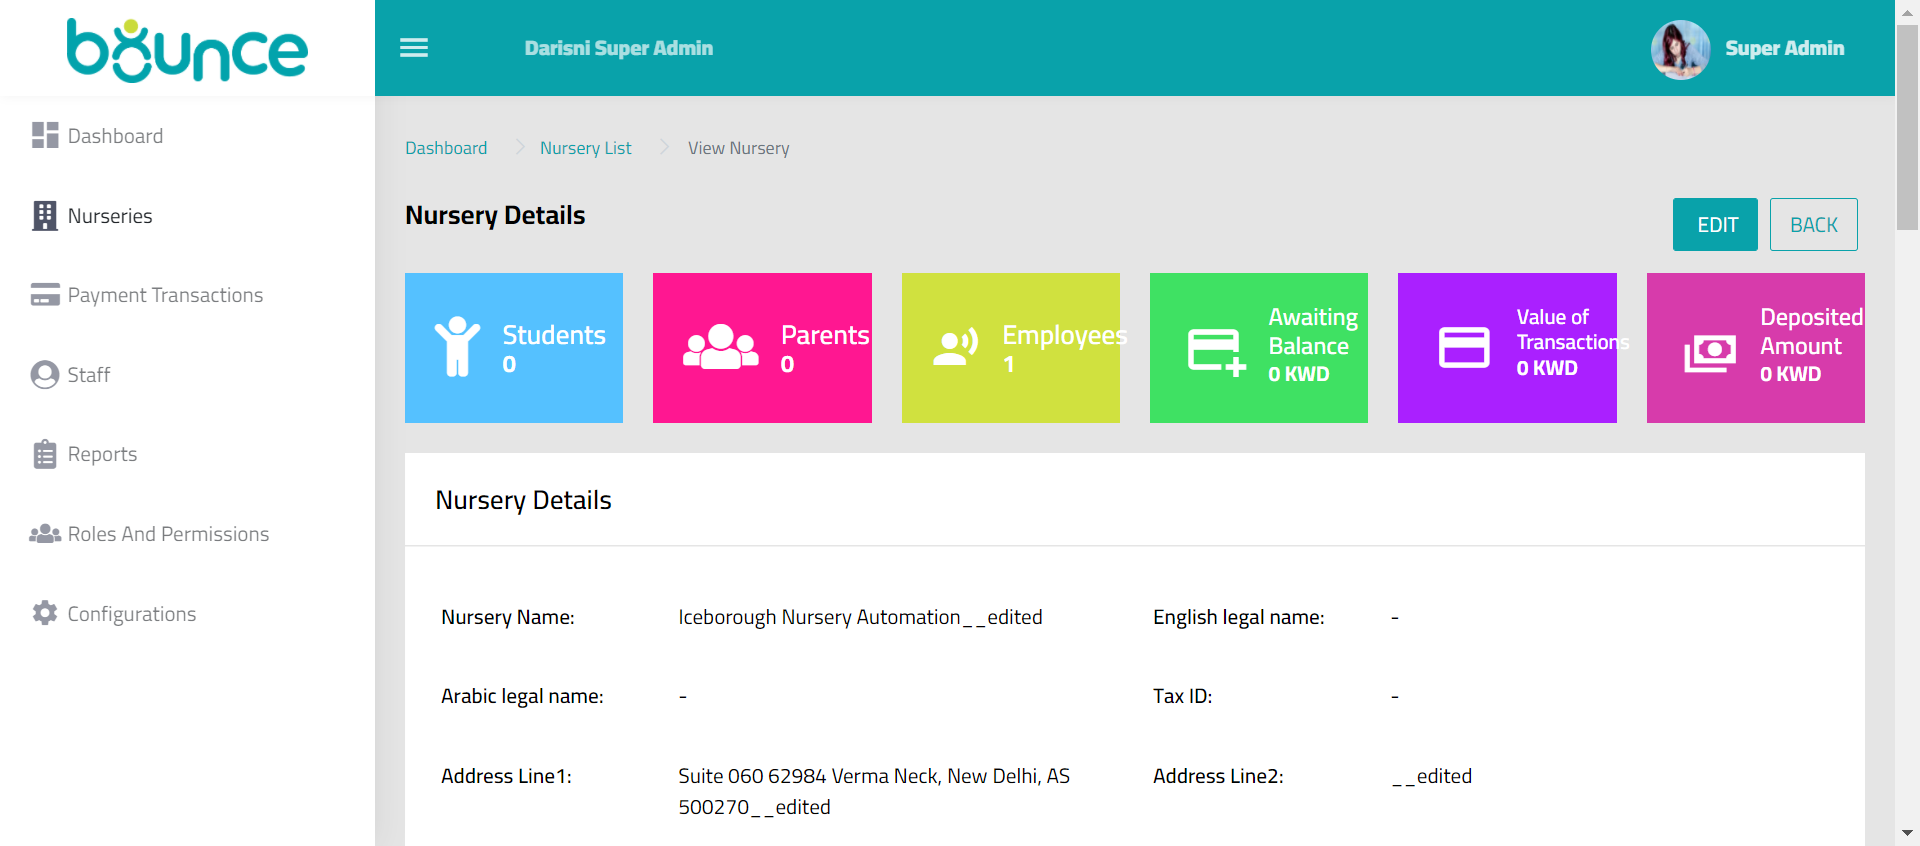 bounce
Darisni Super Admin
Super Admin
Dashboard
Nurseries
Payment Transactions
Staff
Reports
Roles And Permissions
Configurations
Dashboard
Nursery List
View Nursery
Nursery Details
EDIT
BACK
Students
0
Parents
0
Employees
1
Awaiting
Balance
0 KWD
Value of
Transactions
0 KWD
Deposited
Amount
0 KWD
Nursery Details
Nursery Name:
Iceborough Nursery Automation__edited
English legal name:
-
Arabic legal name:
-
Tax ID:
-
Address Line1:
Suite 060 62984 Verma Neck, New Delhi, AS
500270__edited
Address Line2:
__edited